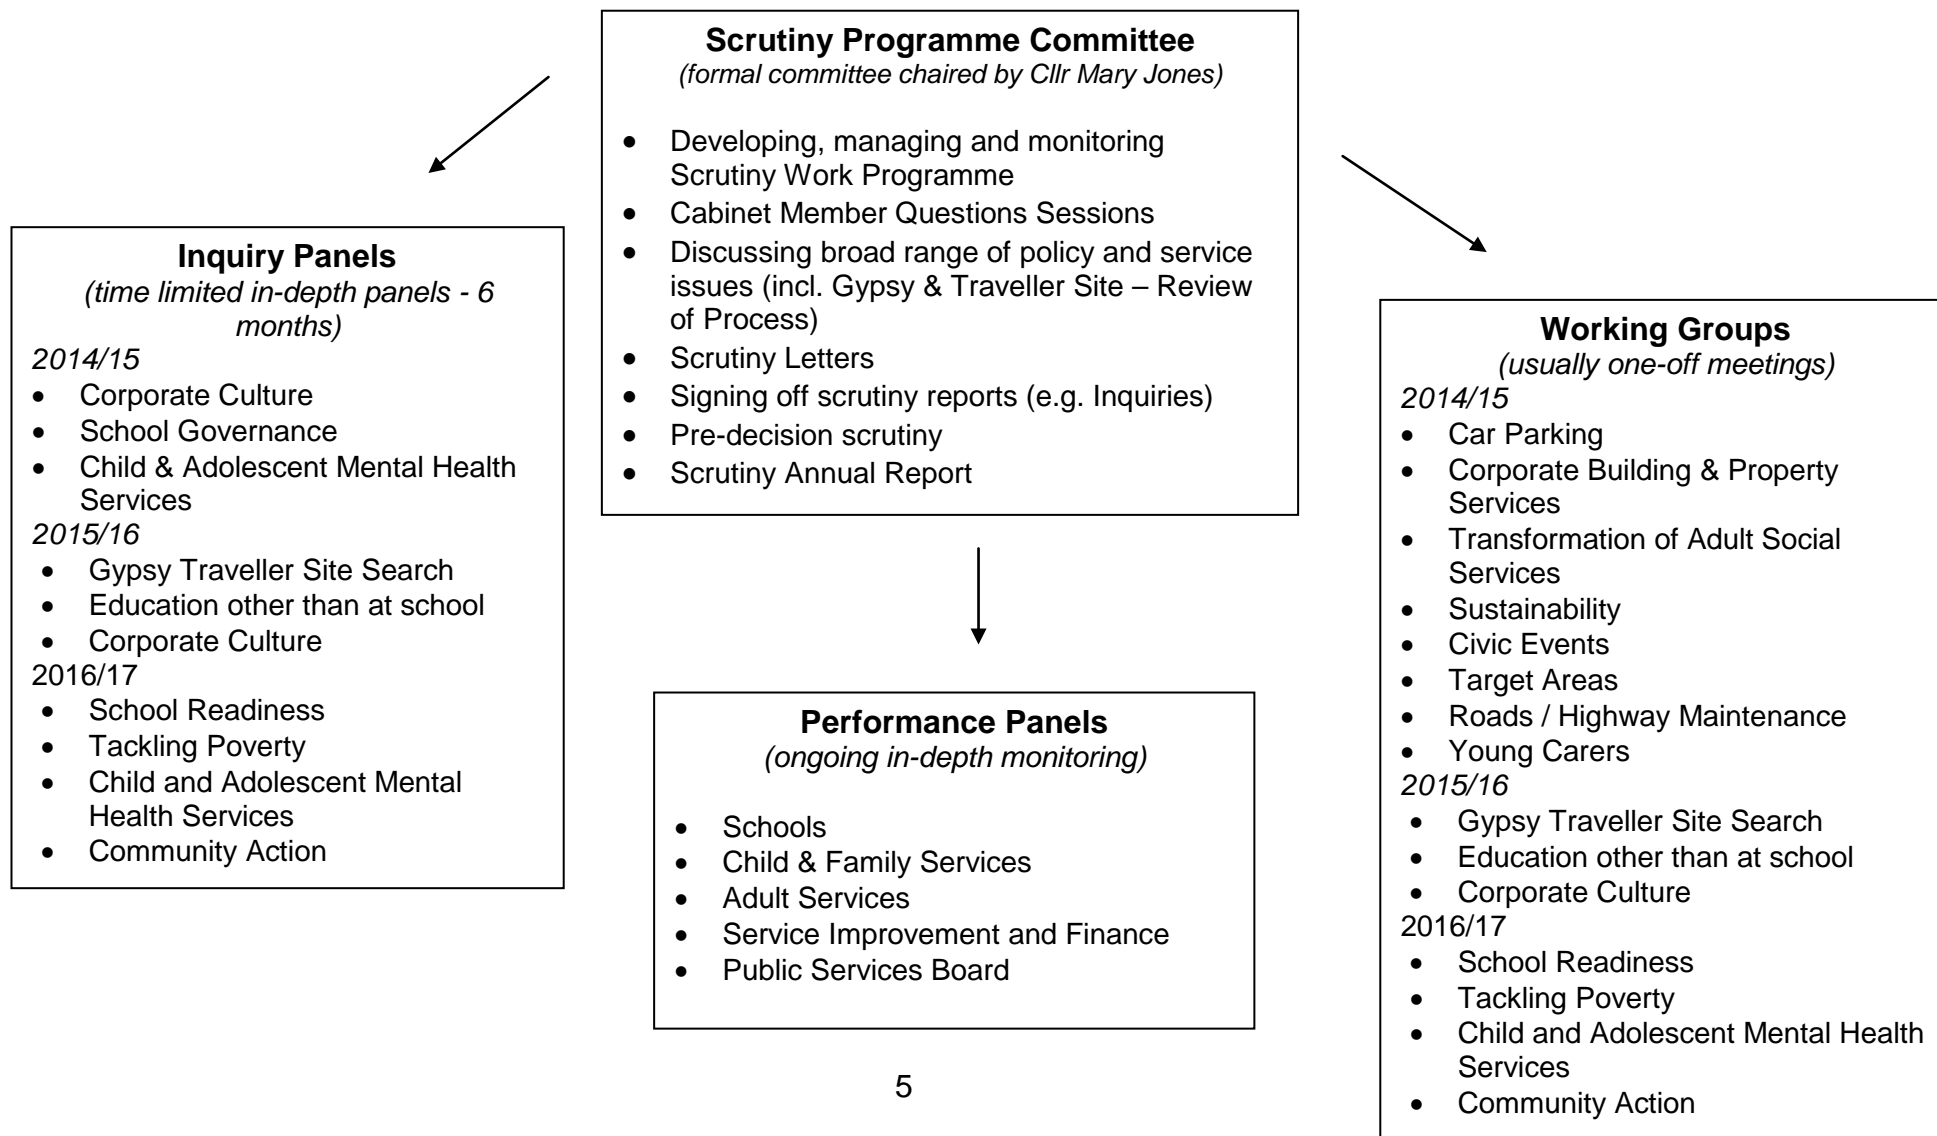 Scrutiny Programme Committee
(formal committee chaired by Cllr Mary Jones)
• Developing, managing and monitoring
Scrutiny Work Programme
• Cabinet Member Questions Sessions
• Discussing broad range of policy and service
issues (incl. Gypsy & Traveller Site – Review
of Process)
• Scrutiny Letters
• Signing off scrutiny reports (e.g. Inquiries)
• Pre-decision scrutiny
• Scrutiny Annual Report
Inquiry Panels
(time limited in-depth panels - 6
months)
2014/15
• Corporate Culture
• School Governance
• Child & Adolescent Mental Health
Services
2015/16
• Gypsy Traveller Site Search
• Education other than at school
• Corporate Culture
2016/17
• School Readiness
• Tackling Poverty
• Child and Adolescent Mental
Health Services
• Community Action
Performance Panels
(ongoing in-depth monitoring)
• Schools
• Child & Family Services
• Adult Services
• Service Improvement and Finance
• Public Services Board
Working Groups
(usually one-off meetings)
2014/15
• Car Parking
• Corporate Building & Property
Services
• Transformation of Adult Social
Services
• Sustainability
• Civic Events
• Target Areas
• Roads / Highway Maintenance
• Young Carers
2015/16
• Gypsy Traveller Site Search
• Education other than at school
• Corporate Culture
2016/17
• School Readiness
• Tackling Poverty
• Child and Adolescent Mental Health
Services
• Community Action
5